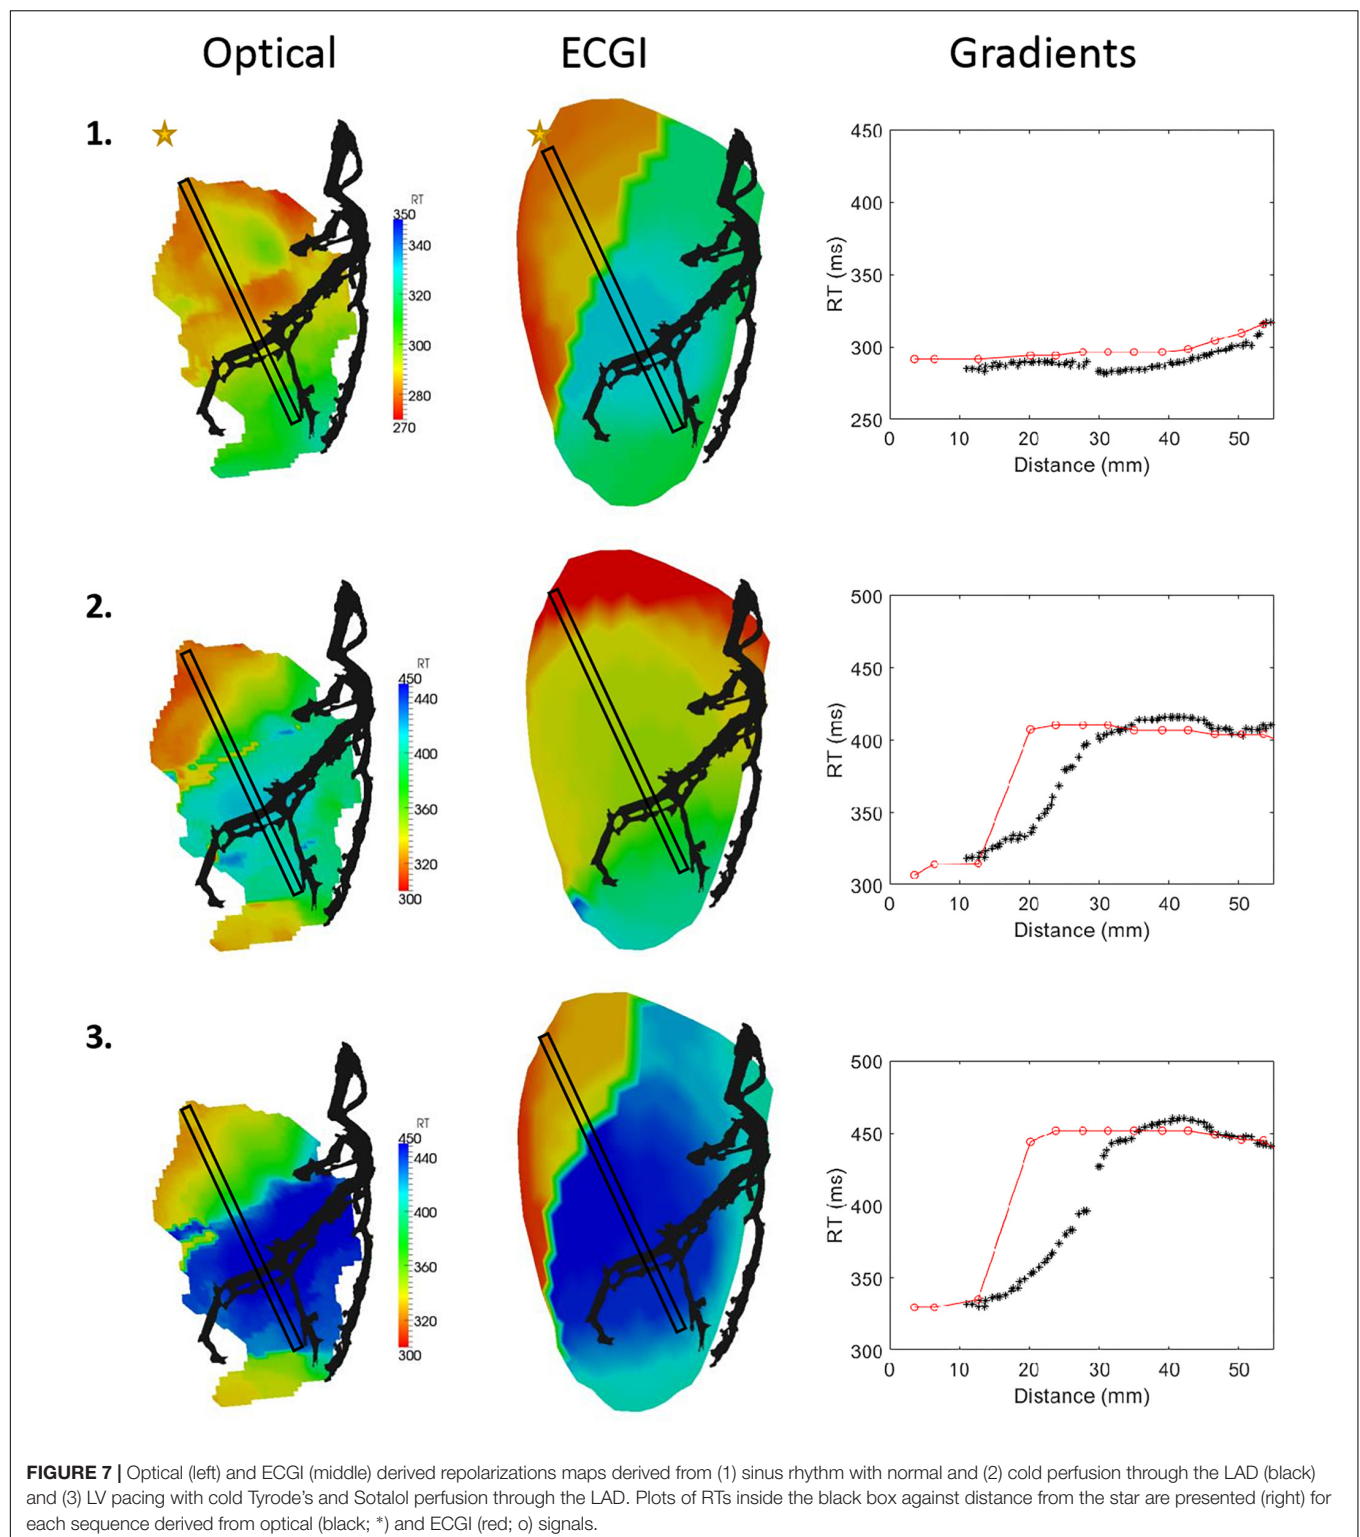 Optical
ECGI
Gradients
1.
RT
350
340
320
300
280
270
450
400
350
300
250
RT (ms)
0 10 20 30 40 50
Distance (mm)
2.
RT
450
440
400
360
320
300
500
450
400
350
300
RT (ms)
0 10 20 30 40 50
Distance (mm)
3.
RT
450
440
400
360
320
300
500
450
400
350
300
RT (ms)
0 10 20 30 40 50
Distance (mm)
FIGURE 7 | Optical (left) and ECGI (middle) derived repolarizations maps derived from (1) sinus rhythm with normal and (2) cold perfusion through the LAD (black)
and (3) LV pacing with cold Tyrode's and Sotalol perfusion through the LAD. Plots of RTs inside the black box against distance from the star are presented (right) for
each sequence derived from optical (black; *) and ECGI (red; o) signals.